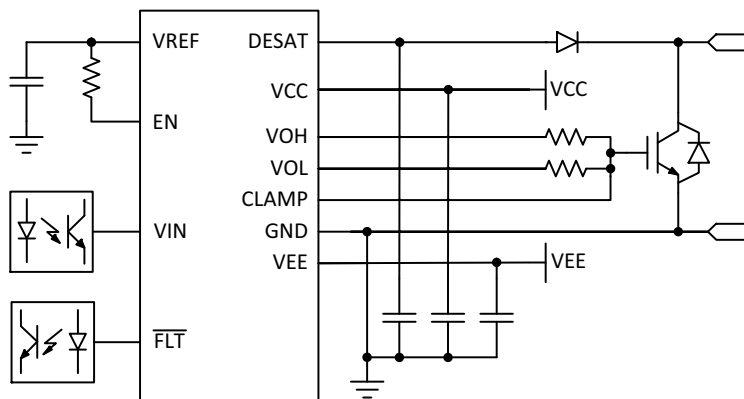 VREF
DESAT
VCC
VCC
EN
VOH
VOL
CLAMP
VIN
GND
VEE
VEE
FLT